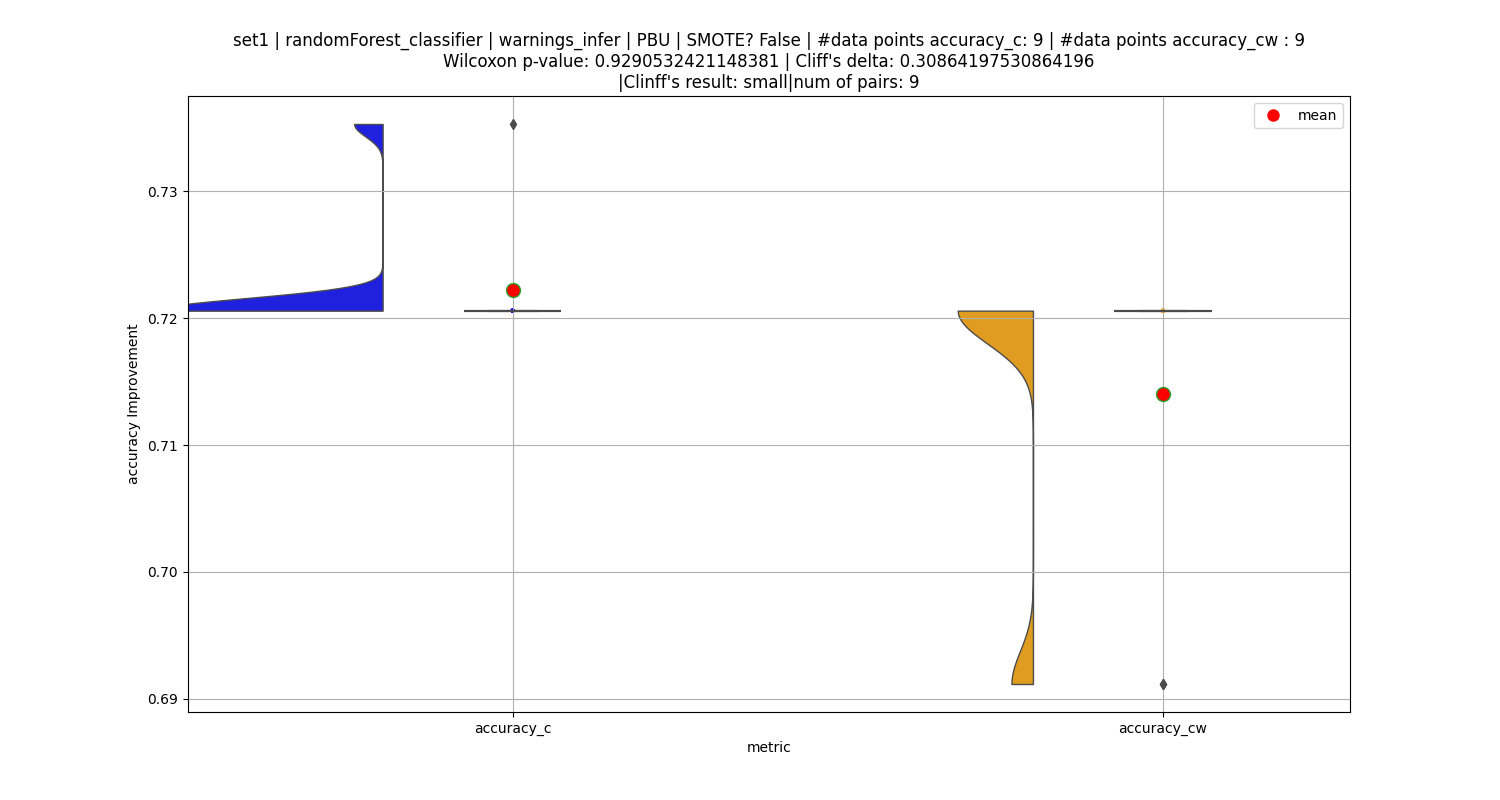 set1 | randomForest_classifier | warnings_infer | PBU | SMOTE? False | #data points accuracy_c: 9 | #data points accuracy_cw : 9
Wilcoxon p-value: 0.9290532421148381 | Cliff's delta: 0.30864197530864196
|Clinff's result: small|num of pairs: 9
mean
0.73
0.72
0.71
0.70
0.69
accuracy Improvement
accuracy_c
accuracy_cw
metric